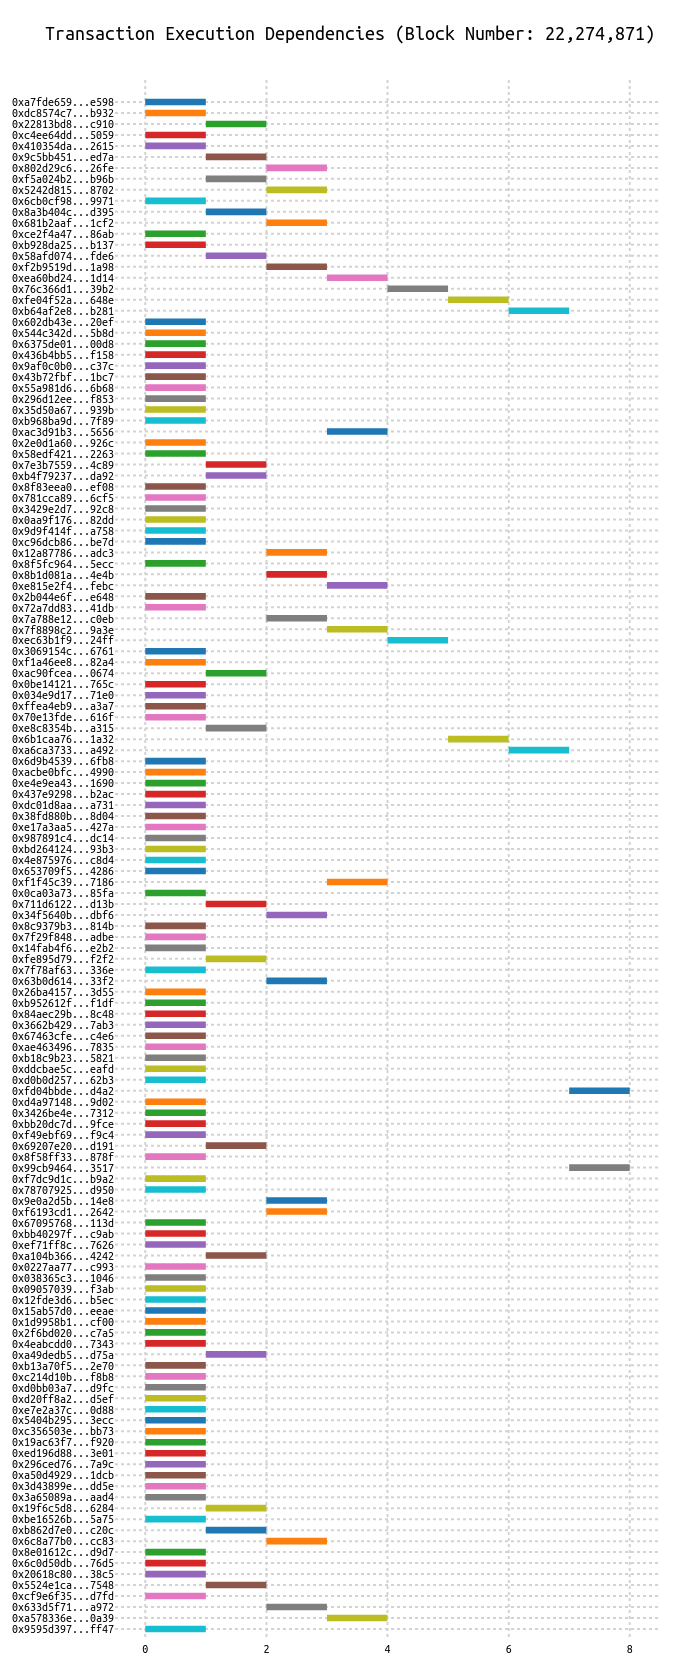 Transaction Execution Dependencies (Block Number: 22,274,871)
0xa7fde659...e598
0xdc8574c7...b932
0x22813bd8...c910
0xc4ee64dd...5059
0x410354da...2615
0x9c5bb451...ed7a
0x802d29c6...26fe
0xf5a024b2...b96b
0x5242d815...8702
0x6cb0cf98...9971
0x8a3b404c...d395
0x681b2aaf...1cf2
0xce2f4a47...86ab
0xb928da25...b137
0x58afd074...fde6
0xf2b9519d...1a98
0xea60bd24...1d14
0x76c366d1...39b2
0xfe04f52a...648e
0xb64af2e8...b281
0x602db43e...20ef
0x544c342d...5b8d
0x6375de01...00d8
0x436b4bb5...f158
0x9af0c0b0...c37c
0x43b72fbf...1bc7
0x55a981d6...6b68
0x296d12ee...f853
0x35d50a67...939b
0xb968ba9d...7f89
0xac3d91b3...5656
0x2e0d1a60...926c
0x58edf421...2263
0x7e3b7559...4c89
0xb4f79237...da92
0x8f83eea0...ef08
0x781cca89...6cf5
0x3429e2d7...92c8
0x0aa9f176...82dd
0x9d9f414f...a758
0xc96dcb86...be7d
0x12a87786...adc3
0x8f5fc964...5ecc
0x8b1d081a...4e4b
0xe815e2f4...febc
0x2b044e6f...e648
0x72a7dd83...41db
0x7a788e12...c0eb
0x7f8898c2...9a3e
0xec63b1f9...24ff
0x3069154c...6761
0xf1a46ee8...82a4
0xac90fcea...0674
0x0be14121...765c
0x034e9d17...71e0
0xffea4eb9...a3a7
0x70e13fde...616f
0xe8c8354b...a315
0x6b1caa76...1a32
0xa6ca3733...a492
0x6d9b4539...6fb8
0xacbe0bfc...4990
0xe4e9ea43...1690
0x437e9298...b2ac
0xdc01d8aa...a731
0x38fd880b...8d04
0xe17a3aa5...427a
0x987891c4...dc14
0xbd264124...93b3
0x4e875976...c8d4
0x653709f5...4286
0xf1f45c39...7186
0x0ca03a73...85fa
0x711d6122...d13b
0x34f5640b...dbf6
0x8c9379b3...814b
0x7f29f848...adbe
0x14fab4f6...e2b2
0xfe895d79...f2f2
0x7f78af63...336e
0x63b0d614...33f2
0x26ba4157...3d55
0xb952612f...f1df
0x84aec29b...8c48
0x3662b429...7ab3
0x67463cfe...c4e6
0xae463496...7835
0xb18c9b23...5821
0xddcbae5c...eafd
0xd0b0d257...62b3
0xfd04bbde...d4a2
0xd4a97148...9d02
0x3426be4e...7312
0xbb20dc7d...9fce
0xf49ebf69...f9c4
0x69207e20...d191
0x8f58ff33...878f
0x99cb9464...3517
0xf7dc9d1c...b9a2
0x78707925...d950
0x9e0a2d5b...14e8
0xf6193cd1...2642
0x67095768...113d
0xbb40297f...c9ab
0xef71ff8c...7626
0xa104b366...4242
0x0227aa77...c993
0x038365c3...1046
0x09057039...f3ab
0x12fde3d6...b5ec
0x15ab57d0...eeae
0x1d9958b1...cf00
0x2f6bd020...c7a5
0x4eabcdd0...7343
0xa49dedb5...d75a
0xb13a70f5...2e70
0xc214d10b...f8b8
0xd0bb03a7...d9fc
0xd20ff8a2...d5ef
0xe7e2a37c...0d88
0x5404b295...3ecc
0xc356503e...bb73
0x19ac63f7...f920
0xed196d88...3e01
0x296ced76...7a9c
0xa50d4929...1dcb
0x3d43899e...dd5e
0x3a65089a...aad4
0x19f6c5d8...6284
0xbe16526b...5a75
0xb862d7e0...c20c
0x6c8a77b0...cc83
0x8e01612c...d9d7
0x6c0d50db...76d5
0x20618c80...38c5
0x5524e1ca...7548
0xcf9e6f35...d7fd
0x633d5f71...a972
0xa578336e...0a39
0x9595d397...ff47
0 2 4 6 8